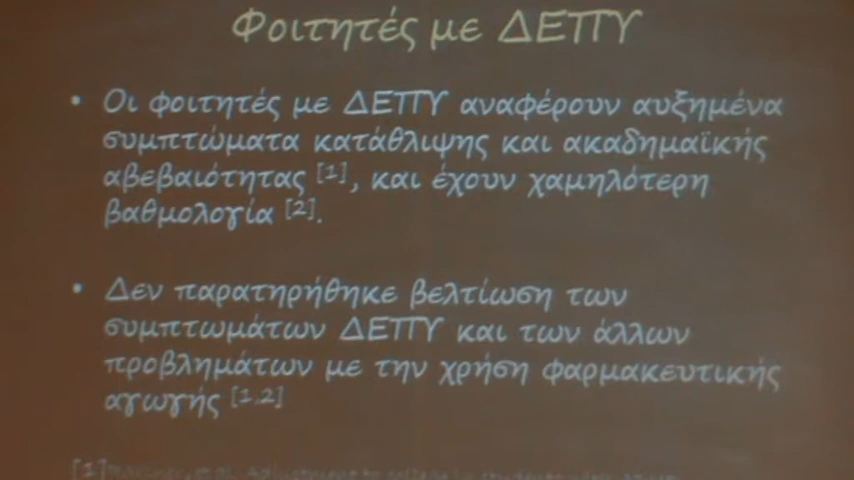 Φοιτητές με ΔΕΠΥ
• Οι φοιτητές με ΔΕΠΥ αναφέρουν αυξημένα
συμπτώματα κατάθλιψης και ακαδημαϊκής
αβεβαιότητας [1], και έχουν χαμηλότερη
βαθμολογία [2].
• Δεν παρατηρήθηκε βελτίωση των
συμπτωμάτων ΔΕΠΥ και των άλλων
προβλημάτων με την χρήση φαρμακευτικής
αγωγής [1,2]
[1]